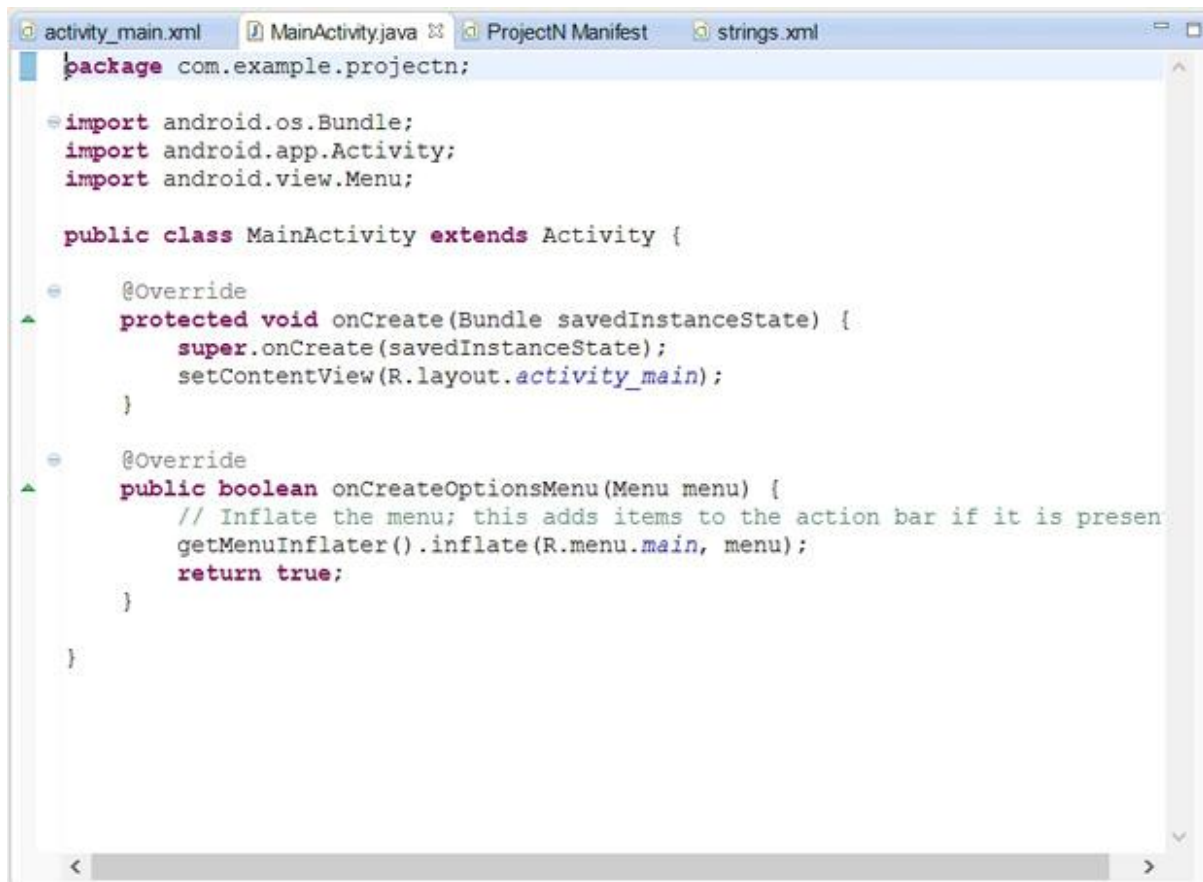 activity_main.xml MainActivity.java ProjectN Manifest strings.xml
package com.example.projectn;
import android.os.Bundle;
import android.app.Activity;
import android.view.Menu;
public class MainActivity extends Activity {
@Override
protected void onCreate(Bundle savedInstanceState) {
super.onCreate(savedInstanceState);
setContentView(R.layout.activity_main);
}
@Override
public boolean onCreateOptionsMenu(Menu menu) {
// Inflate the menu; this adds items to the action bar if it is presen
getMenuInflater().inflate(R.menu.main, menu);
return true;
}
}